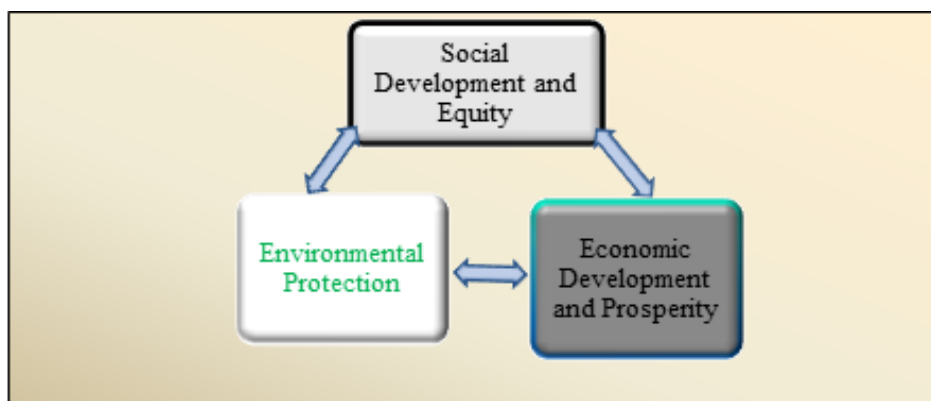 Social
Development and
Equity
Environmental
Protection
Economic
Development
and Prosperity